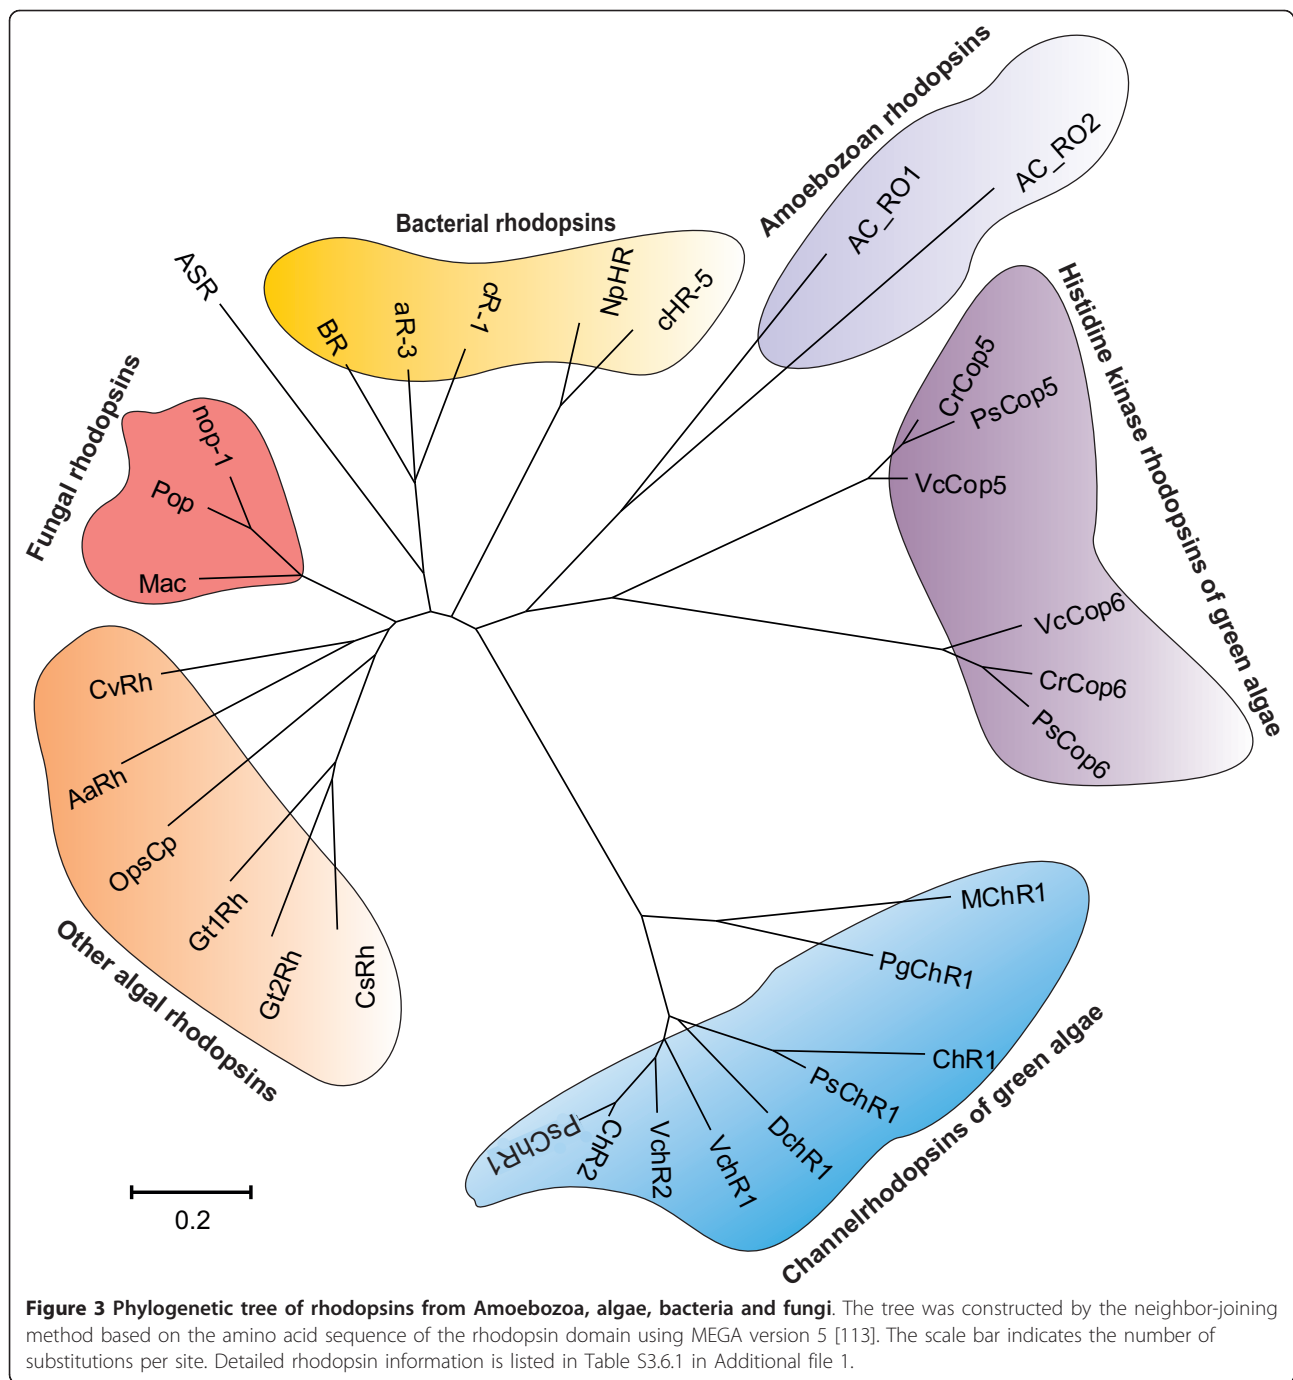 Amoebozoan rhodopsins
AC_RO1
AC_RO2
Bacterial rhodopsins
ASR
BR
aR-3
cR-1
NpHR
cHR-5
Histidine kinase rhodopsins of green algae
CrCop5
PsCop5
VcCop5
VcCop6
CrCop6
PsCop6
Fungal rhodopsins
nop-1
Pop
Mac
CvRh
AaRh
OpsCp
Gt1Rh
Gt2Rh
CsRh
Other algal rhodopsins
MChR1
PgChR1
ChR1
PsChR1
DchR1
VchR1
VchR2
ChR2
PsChR1
Channelrhodopsins of green algae
0.2
Figure 3 Phylogenetic tree of rhodopsins from Amoebozoa, algae, bacteria and fungi. The tree was constructed by the neighbor-joining
method based on the amino acid sequence of the rhodopsin domain using MEGA version 5 [113]. The scale bar indicates the number of
substitutions per site. Detailed rhodopsin information is listed in Table S3.6.1 in Additional file 1.